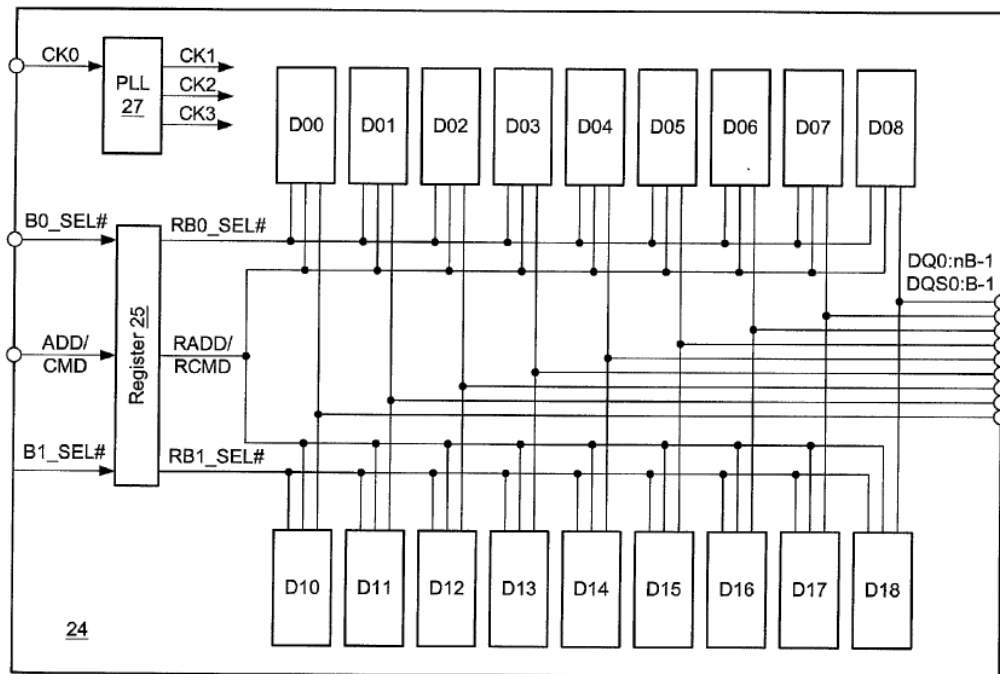 CK0
PLL
27
CK1
CK2
CK3
D00 D01 D02 D03 D04 D05 D06 D07 D08
B0_SEL#
RB0_SEL#
DQ0:nB-1
DQS0:B-1
ADD/
CMD
Register 25
RADD/
RCMD
B1_SEL#
RB1_SEL#
D10 D11 D12 D13 D14 D15 D16 D17 D18
24